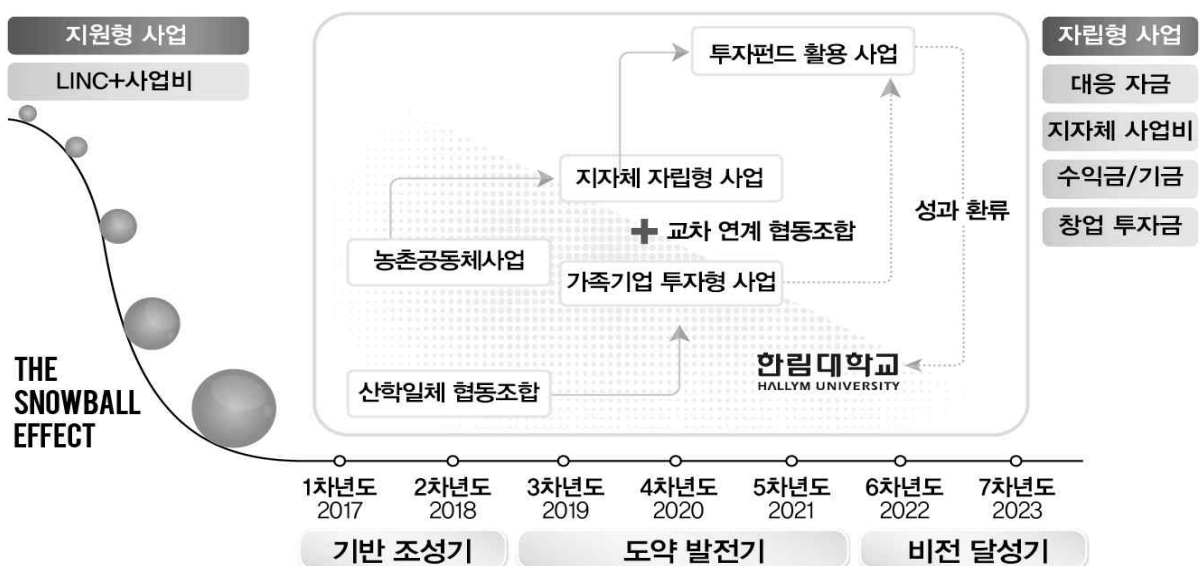 지원형 사업
LINC+사업비
THE
SNOWBALL
EFFECT
투자펀드 활용 사업
지자체 자립형 사업
교차 연계 협동조합
농촌공동체사업
가족기업 투자형 사업
산학일체 협동조합
성과 환류
한림대학교
HALLYM UNIVERSITY
자립형 사업
대응 자금
지자체 사업비
수익금/기금
창업 투자금
1차년도 2차년도 3차년도 4차년도 5차년도 6차년도 7차년도
2017 2018 2019 2020 2021 2022 2023
기반 조성기 도약 발전기 비전 달성기